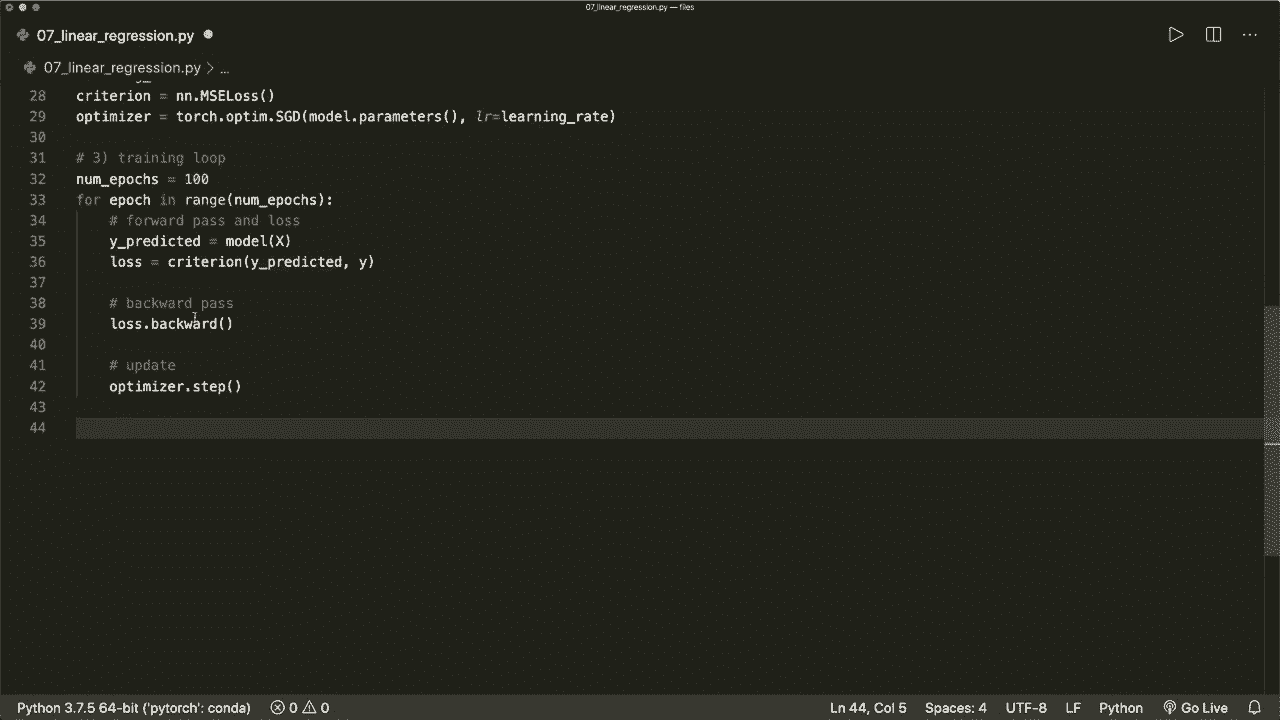 07_linear_regression.py — files
07_linear_regression.py
07_linear_regression.py > ...
28 criterion = nn.MSELoss()
29 optimizer = torch.optim.SGD(model.parameters(), lr=learning_rate)
30
31 # 3) training loop
32 num_epochs = 100
33 for epoch in range(num_epochs):
34     # forward pass and loss
35     y_predicted = model(X)
36     loss = criterion(y_predicted, y)
37
38     # backward pass
39     loss.backward()
40
41     # update
42     optimizer.step()
43
44
Python 3.7.5 64-bit ('pytorch': conda) 0 0 Ln 44, Col 5 Spaces: 4 UTF-8 LF Python Go Live